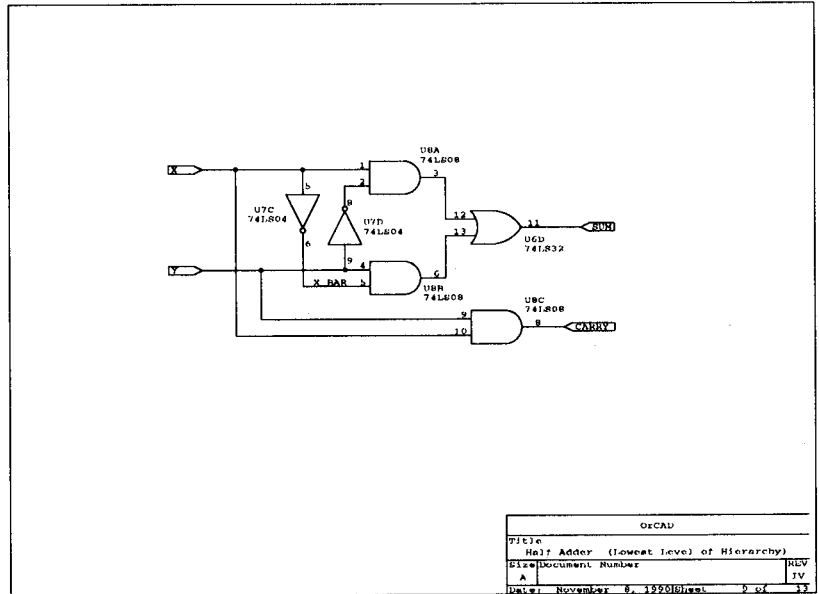 U8A
74LS08
X
1
3
2
5
U7C
74LS04
8
U7D
74LS04
12
11
SUM
13
U6D
74LS32
6
9
Y
4
6
X_BAR
5
U8B
74LS08
U8C
74LS08
9
8
CARRY
10
OrCAD
Title
Half Adder (Lowest Level of Hierarchy)
Size Document Number
REV
A
Date: November 8, 1990 Sheet 9 of 13